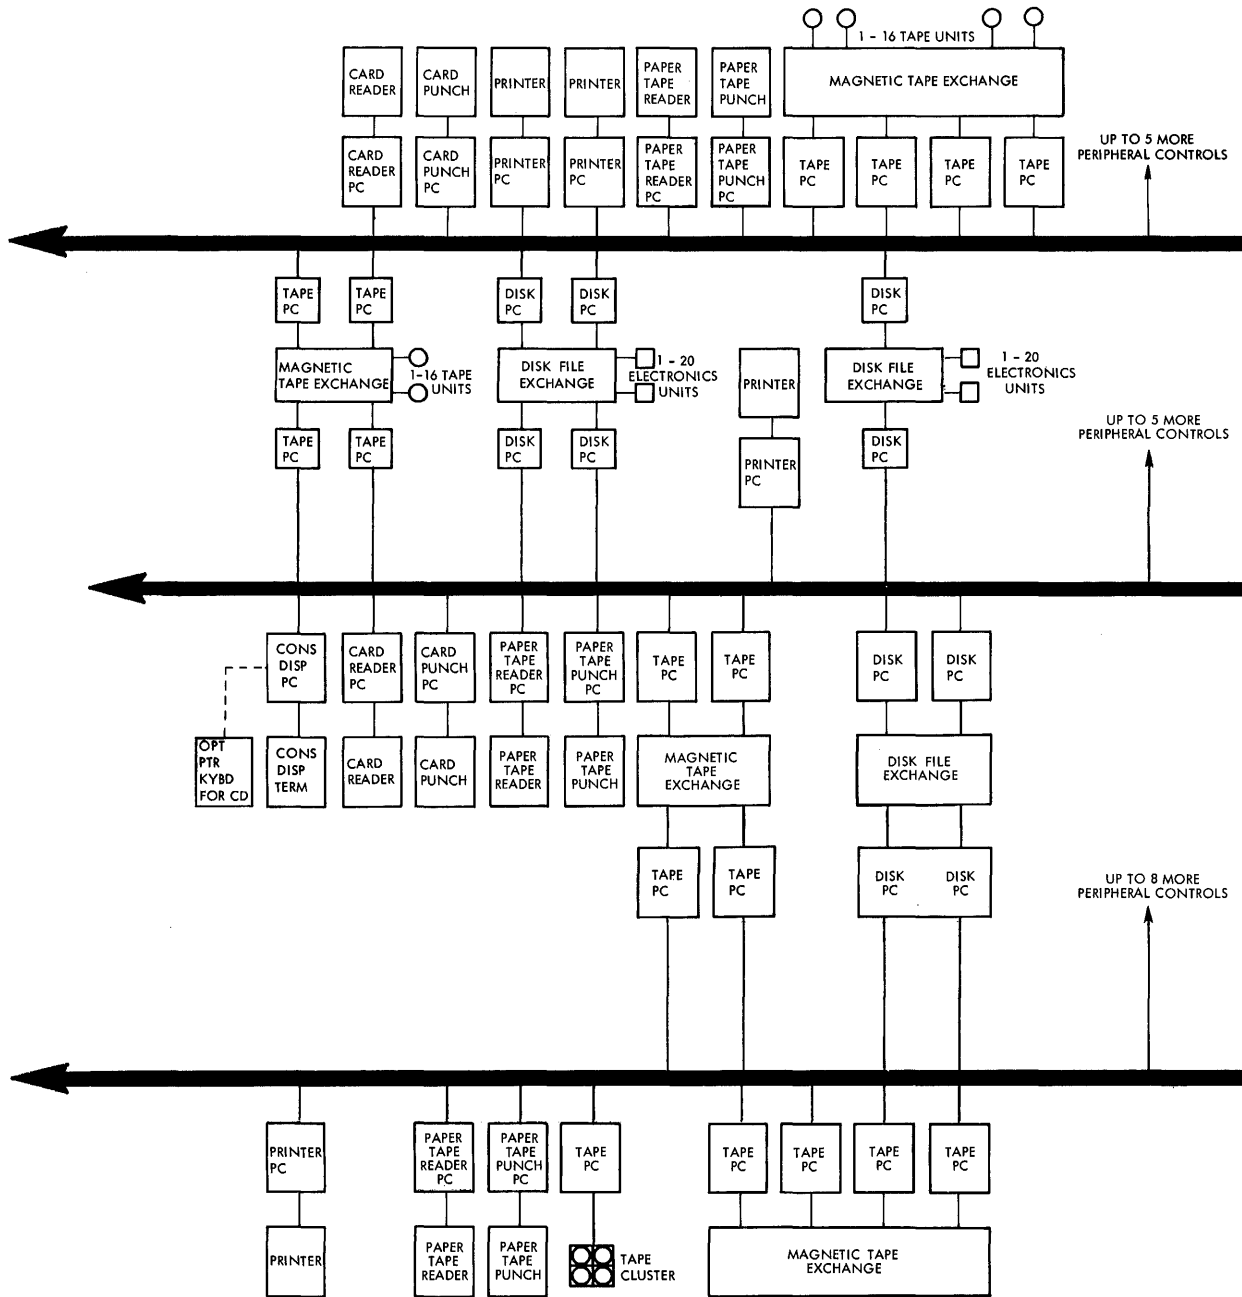 1 - 16 TAPE UNITS
CARD
READER
CARD
PUNCH
PRINTER
PRINTER
PAPER
TAPE
READER
PAPER
TAPE
PUNCH
MAGNETIC TAPE EXCHANGE
CARD
READER
PC
CARD
PUNCH
PC
PRINTER
PC
PRINTER
PC
PAPER
TAPE
READER
PC
PAPER
TAPE
PUNCH
PC
TAPE
PC
TAPE
PC
TAPE
PC
TAPE
PC
UP TO 5 MORE
PERIPHERAL CONTROLS
TAPE
PC
TAPE
PC
DISK
PC
DISK
PC
DISK
PC
MAGNETIC
TAPE EXCHANGE
1-16 TAPE
UNITS
DISK FILE
EXCHANGE
1 - 20
ELECTRONICS
UNITS
PRINTER
DISK FILE
EXCHANGE
1 - 20
ELECTRONICS
UNITS
TAPE
PC
TAPE
PC
DISK
PC
DISK
PC
PRINTER
PC
DISK
PC
UP TO 5 MORE
PERIPHERAL CONTROLS
CONS
DISP
PC
CARD
READER
PC
CARD
PUNCH
PC
PAPER
TAPE
READER
PC
PAPER
TAPE
PUNCH
PC
TAPE
PC
TAPE
PC
DISK
PC
DISK
PC
OPT
PTR
KYBD
FOR CD
CONS
DISP
TERM
CARD
READER
CARD
PUNCH
PAPER
TAPE
READER
PAPER
TAPE
PUNCH
MAGNETIC
TAPE
EXCHANGE
DISK FILE
EXCHANGE
TAPE
PC
TAPE
PC
DISK
PC
DISK
PC
UP TO 8 MORE
PERIPHERAL CONTROLS
PRINTER
PC
PAPER
TAPE
READER
PC
PAPER
TAPE
PUNCH
PC
TAPE
PC
TAPE
PC
TAPE
PC
TAPE
PC
TAPE
PC
PRINTER
PAPER
TAPE
READER
PAPER
TAPE
PUNCH
TAPE
CLUSTER
MAGNETIC TAPE
EXCHANGE